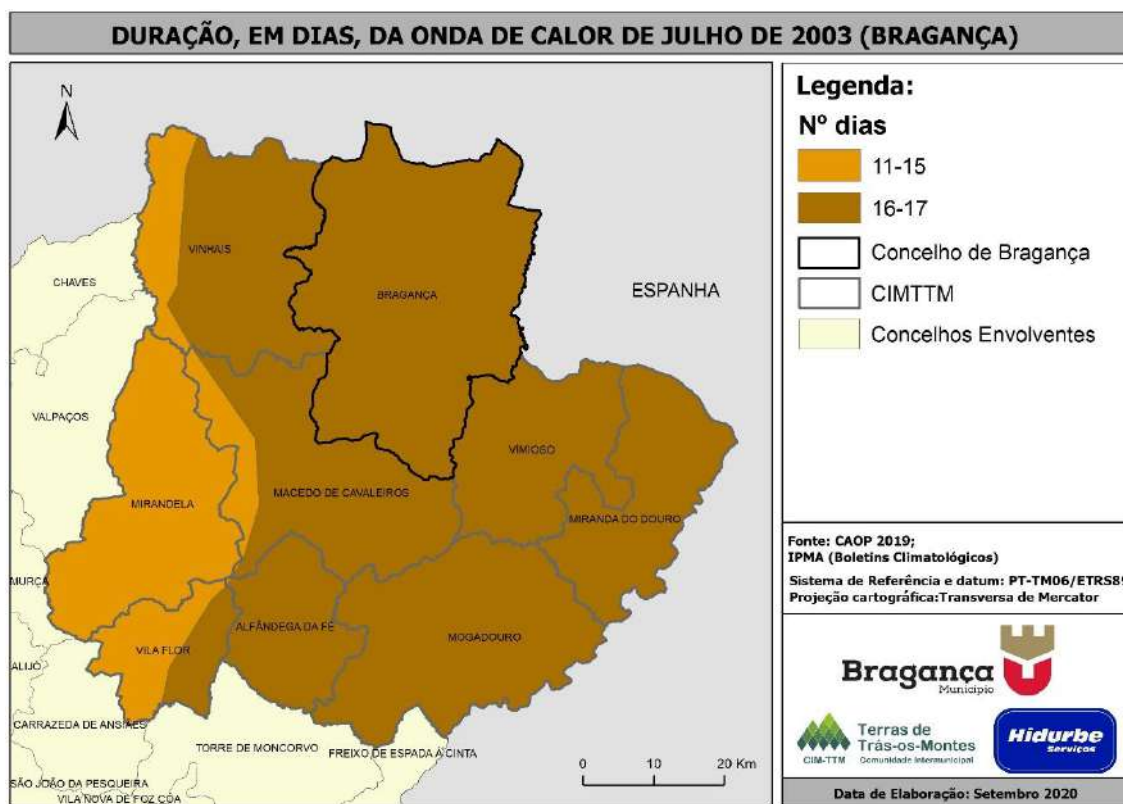 DURAÇÃO, EM DIAS, DA ONDA DE CALOR DE JULHO DE 2003 (BRAGANÇA)
N
VINHAIS
CHAVES
BRAGANÇA
ESPANHA
VALPAÇOS
VIMIOSO
MIRANDELA
MACEDO DE CAVALEIROS
MIRANDA DO DOURO
MURÇA
ALFÂNDEGA DA FÉ
MOGADOURO
VILA FLOR
ALIJÓ
CARRAZEDA DE ANSIÃES
TORRE DE MONCORVO
FREIXO DE ESPADA À CINTA
SÃO JOÃO DA PESQUEIRA
VILA NOVA DE FOZ CÔA
0 10 20 Km
Legenda:
Nº dias
11-15
16-17
Concelho de Bragança
CIMTTM
Concelhos Envolventes
Fonte: CAOP 2019;
IPMA (Boletins Climatológicos)
Sistema de Referência e datum: PT-TM06/ETRS89
Projeção cartográfica:Transversa de Mercator
Bragança
Município
CIM-TTM
Terras de
Trás-os-Montes
Comunidade Intermunicipal
Hidurbe
Serviços
Data de Elaboração: Setembro 2020